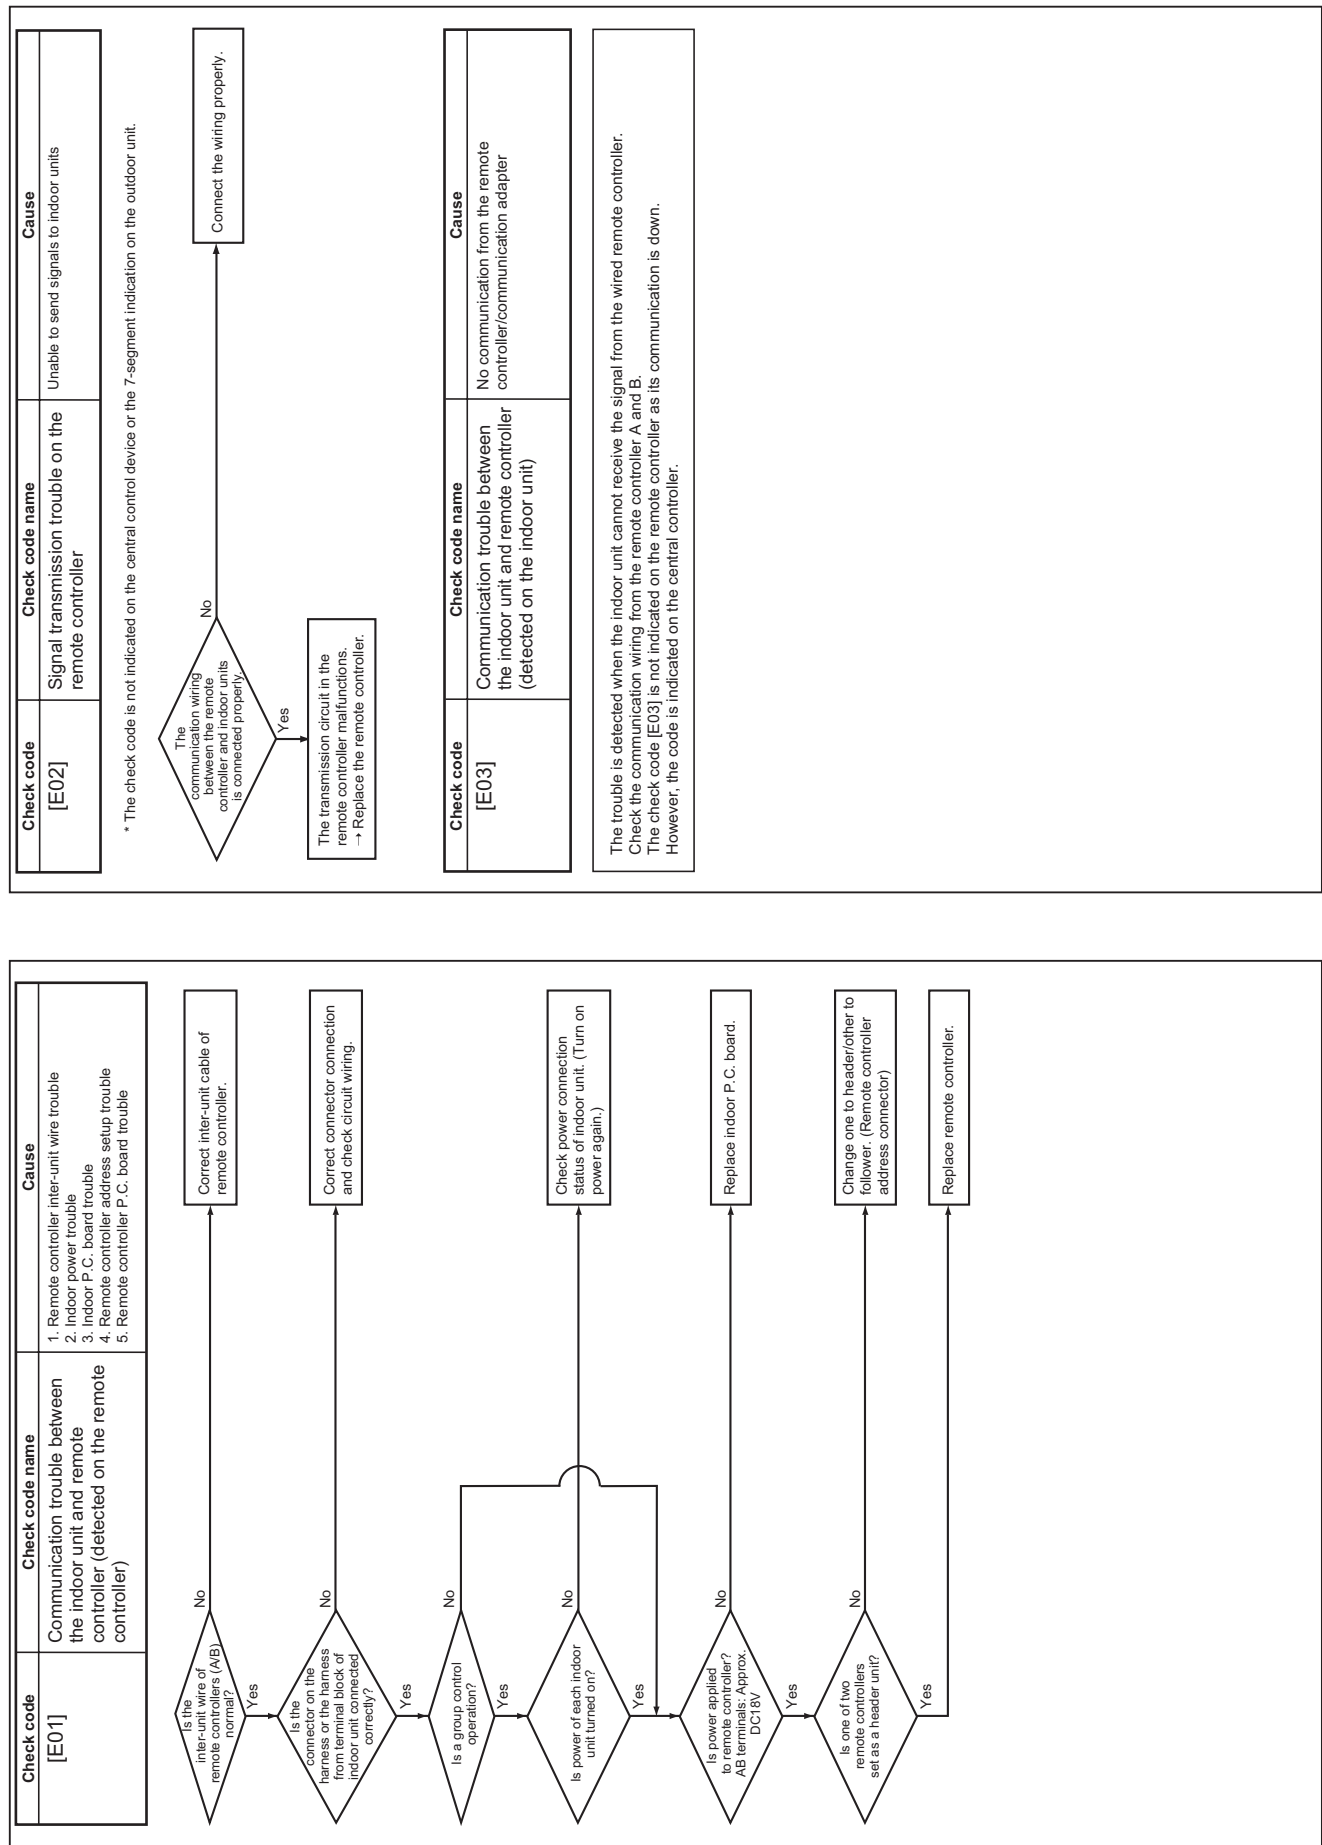 Check code
Check code name
Cause
[E01]
Communication trouble between
the indoor unit and remote
controller (detected on the remote
controller)
1. Remote controller inter-unit wire trouble
2. Indoor power trouble
3. Indoor P.C. board trouble
4. Remote controller address setup trouble
5. Remote controller P.C. board trouble
Is the
inter-unit wire of
remote controllers (A/B)
normal?
No
Correct inter-unit cable of
remote controller.
Yes
Is the
connector on the
harness or the harness
from terminal block of
indoor unit connected
correctly?
No
Correct connector connection
and check circuit wiring.
Yes
Is a group control
operation?
No
Yes
Is power of each indoor
unit turned on?
No
Check power connection
status of indoor unit. (Turn on
power again.)
Yes
Is power applied
to remote controller?
AB terminals: Approx.
DC18V
No
Replace indoor P.C. board.
Yes
Is one of two
remote controllers
set as a header unit?
No
Change one to header/other to
follower. (Remote controller
address connector)
Yes
Replace remote controller.
Check code
Check code name
Cause
[E02]
Signal transmission trouble on the
remote controller
Unable to send signals to indoor units
* The check code is not indicated on the central control device or the 7-segment indication on the outdoor unit.
The
communication wiring
between the remote
controller and indoor units
is connected properly.
No
Connect the wiring properly.
Yes
The transmission circuit in the
remote controller malfunctions.
→ Replace the remote controller.
Check code
Check code name
Cause
[E03]
Communication trouble between
the indoor unit and remote controller
(detected on the indoor unit)
No communication from the remote
controller/communication adapter
The trouble is detected when the indoor unit cannot receive the signal from the wired remote controller.
Check the communication wiring from the remote controller A and B.
The check code [E03] is not indicated on the remote controller as its communication is down.
However, the code is indicated on the central controller.